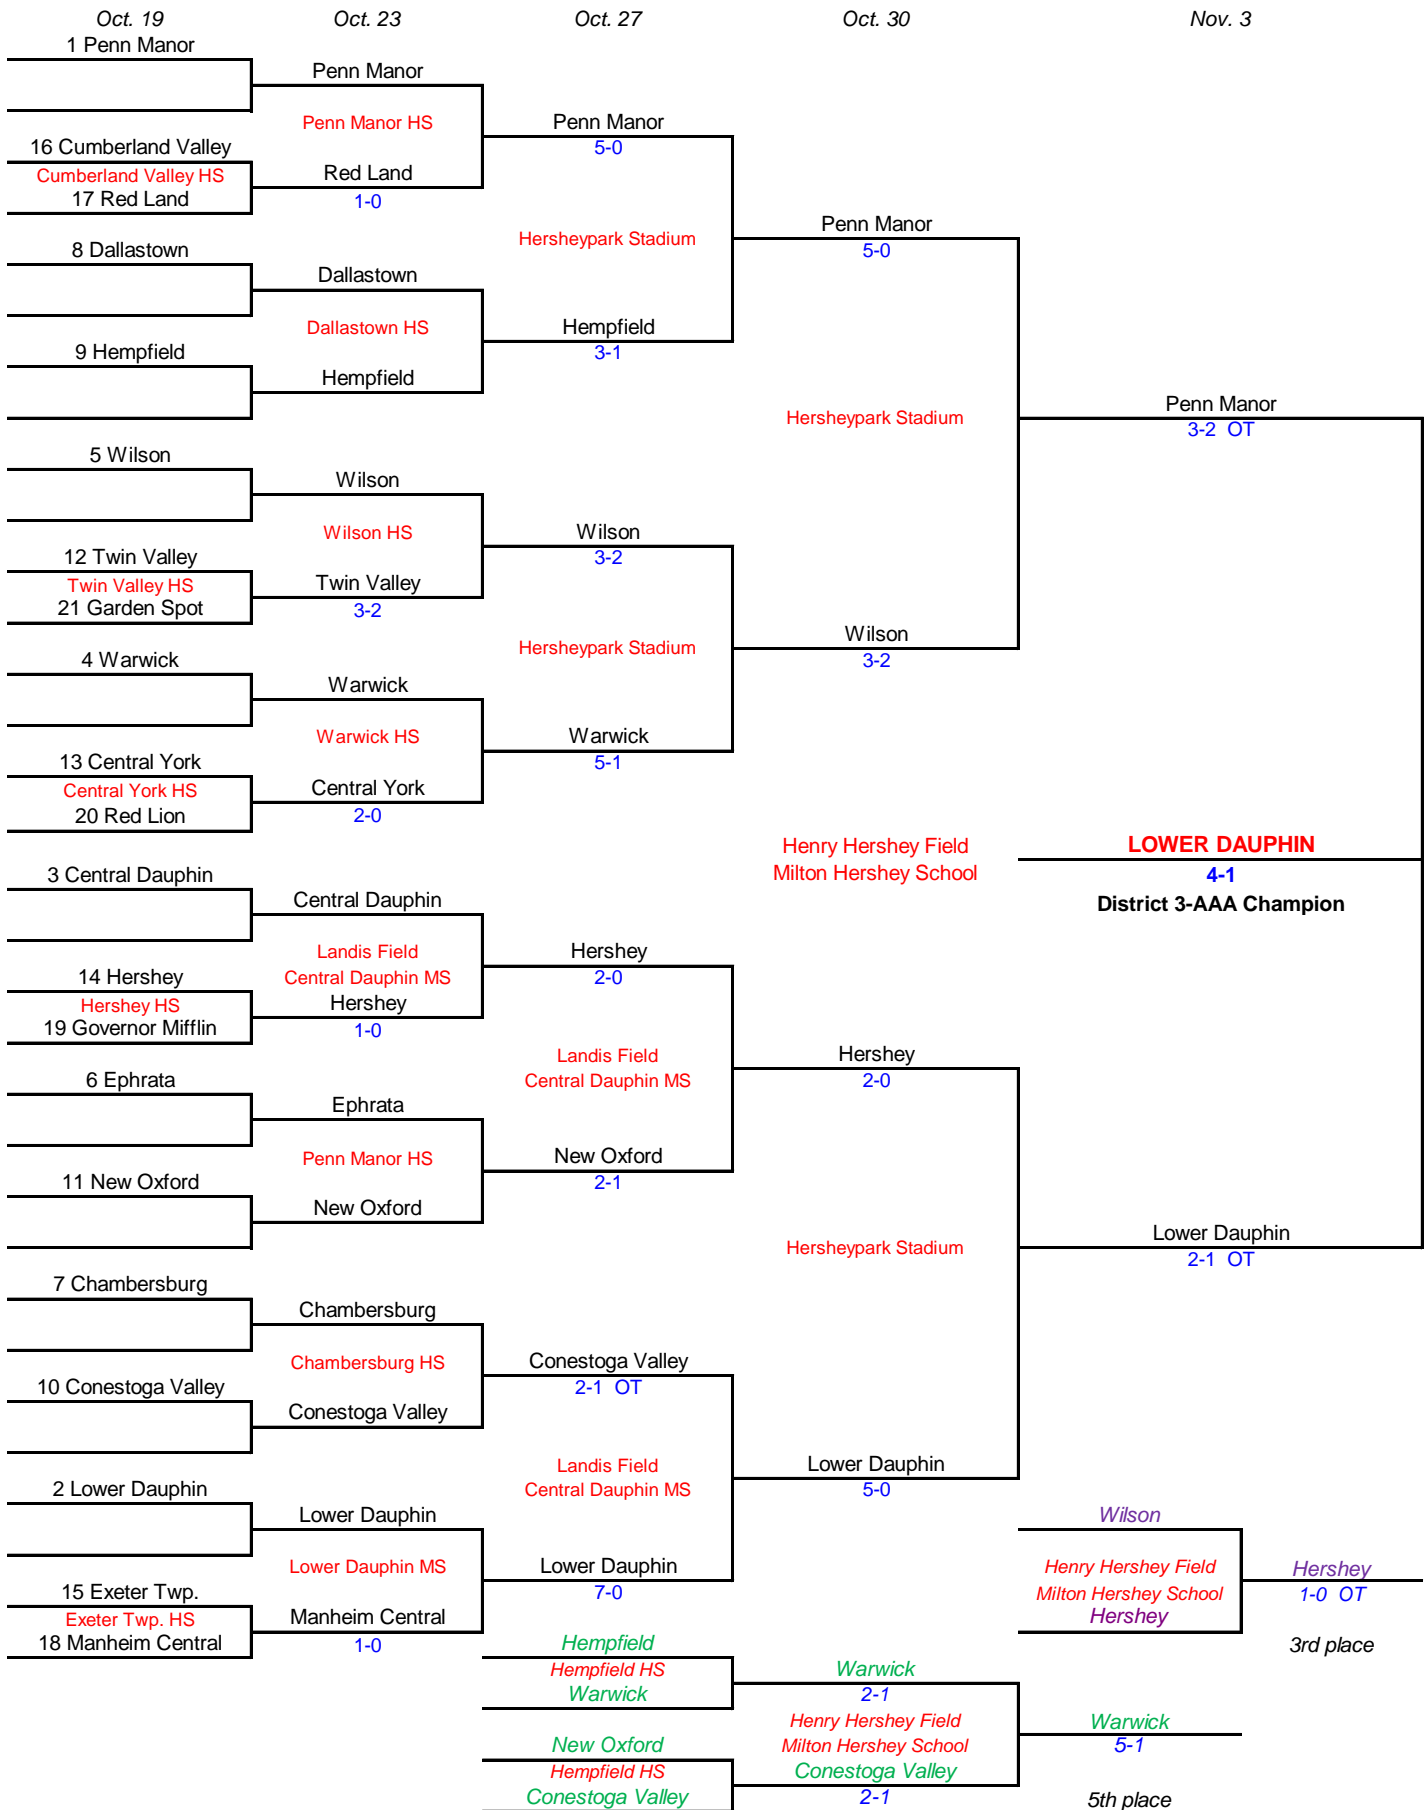 Oct. 19
Oct. 23
Oct. 27
Oct. 30
Nov. 3
1 Penn Manor
16 Cumberland Valley
Cumberland Valley HS
17 Red Land
8 Dallastown
9 Hempfield
5 Wilson
12 Twin Valley
Twin Valley HS
21 Garden Spot
4 Warwick
13 Central York
Central York HS
20 Red Lion
3 Central Dauphin
14 Hershey
Hershey HS
19 Governor Mifflin
6 Ephrata
11 New Oxford
7 Chambersburg
10 Conestoga Valley
2 Lower Dauphin
15 Exeter Twp.
Exeter Twp. HS
18 Manheim Central
Penn Manor
Penn Manor HS
Red Land
1-0
Dallastown
Dallastown HS
Hempfield
Wilson
Wilson HS
Twin Valley
3-2
Warwick
Warwick HS
Central York
2-0
Central Dauphin
Landis Field
Central Dauphin MS
Hershey
1-0
Ephrata
Penn Manor HS
New Oxford
Chambersburg
Chambersburg HS
Conestoga Valley
Lower Dauphin
Lower Dauphin MS
Manheim Central
1-0
Penn Manor
5-0
Hersheypark Stadium
Hempfield
3-1
Wilson
3-2
Hersheypark Stadium
Warwick
5-1
Hershey
2-0
Landis Field
Central Dauphin MS
New Oxford
2-1
Conestoga Valley
2-1 OT
Landis Field
Central Dauphin MS
Lower Dauphin
7-0
Penn Manor
5-0
Hersheypark Stadium
Wilson
3-2
Henry Hershey Field
Milton Hershey School
Hershey
2-0
Hersheypark Stadium
Lower Dauphin
5-0
Penn Manor
3-2 OT
LOWER DAUPHIN
4-1
District 3-AAA Champion
Lower Dauphin
2-1 OT
Wilson
Henry Hershey Field
Milton Hershey School
Hershey
Hershey
1-0 OT
3rd place
Hempfield
Hempfield HS
Warwick
New Oxford
Hempfield HS
Conestoga Valley
Warwick
2-1
Henry Hershey Field
Milton Hershey School
Conestoga Valley
2-1
Warwick
5-1
5th place